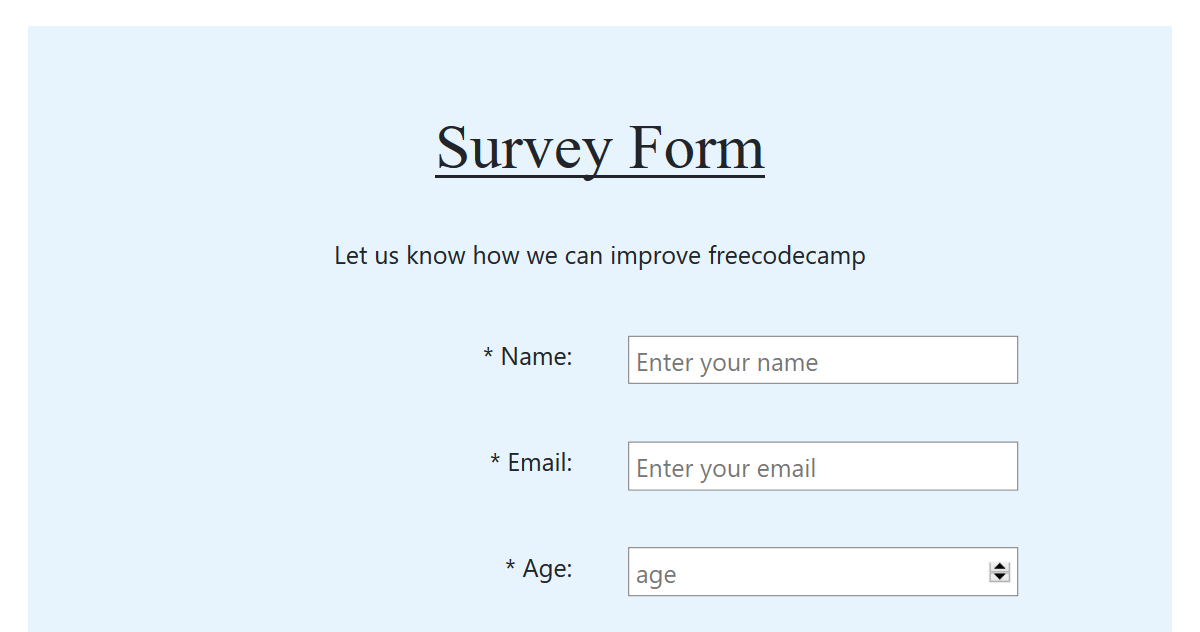 Survey Form
Let us know how we can improve freecodecamp
* Name:
Enter your name
* Email:
Enter your email
* Age:
age